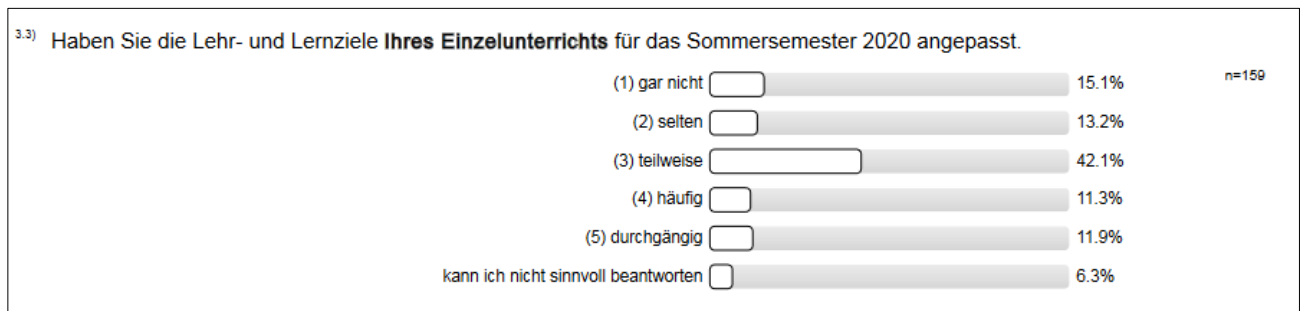 3.3) Haben Sie die Lehr- und Lernziele Ihres Einzelunterrichts für das Sommersemester 2020 angepasst.
(1) gar nicht 15.1% n=159
(2) selten 13.2%
(3) teilweise 42.1%
(4) häufig 11.3%
(5) durchgängig 11.9%
kann ich nicht sinnvoll beantworten 6.3%